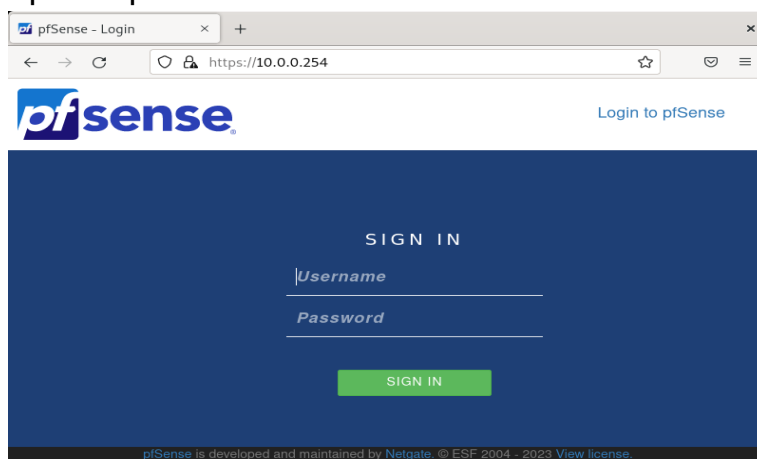 pfSense - Login
https://10.0.0.254
pfsense
Login to pfSense
SIGN IN
Username
Password
SIGN IN
pfSense is developed and maintained by Netgate. © ESF 2004 - 2023 View license.